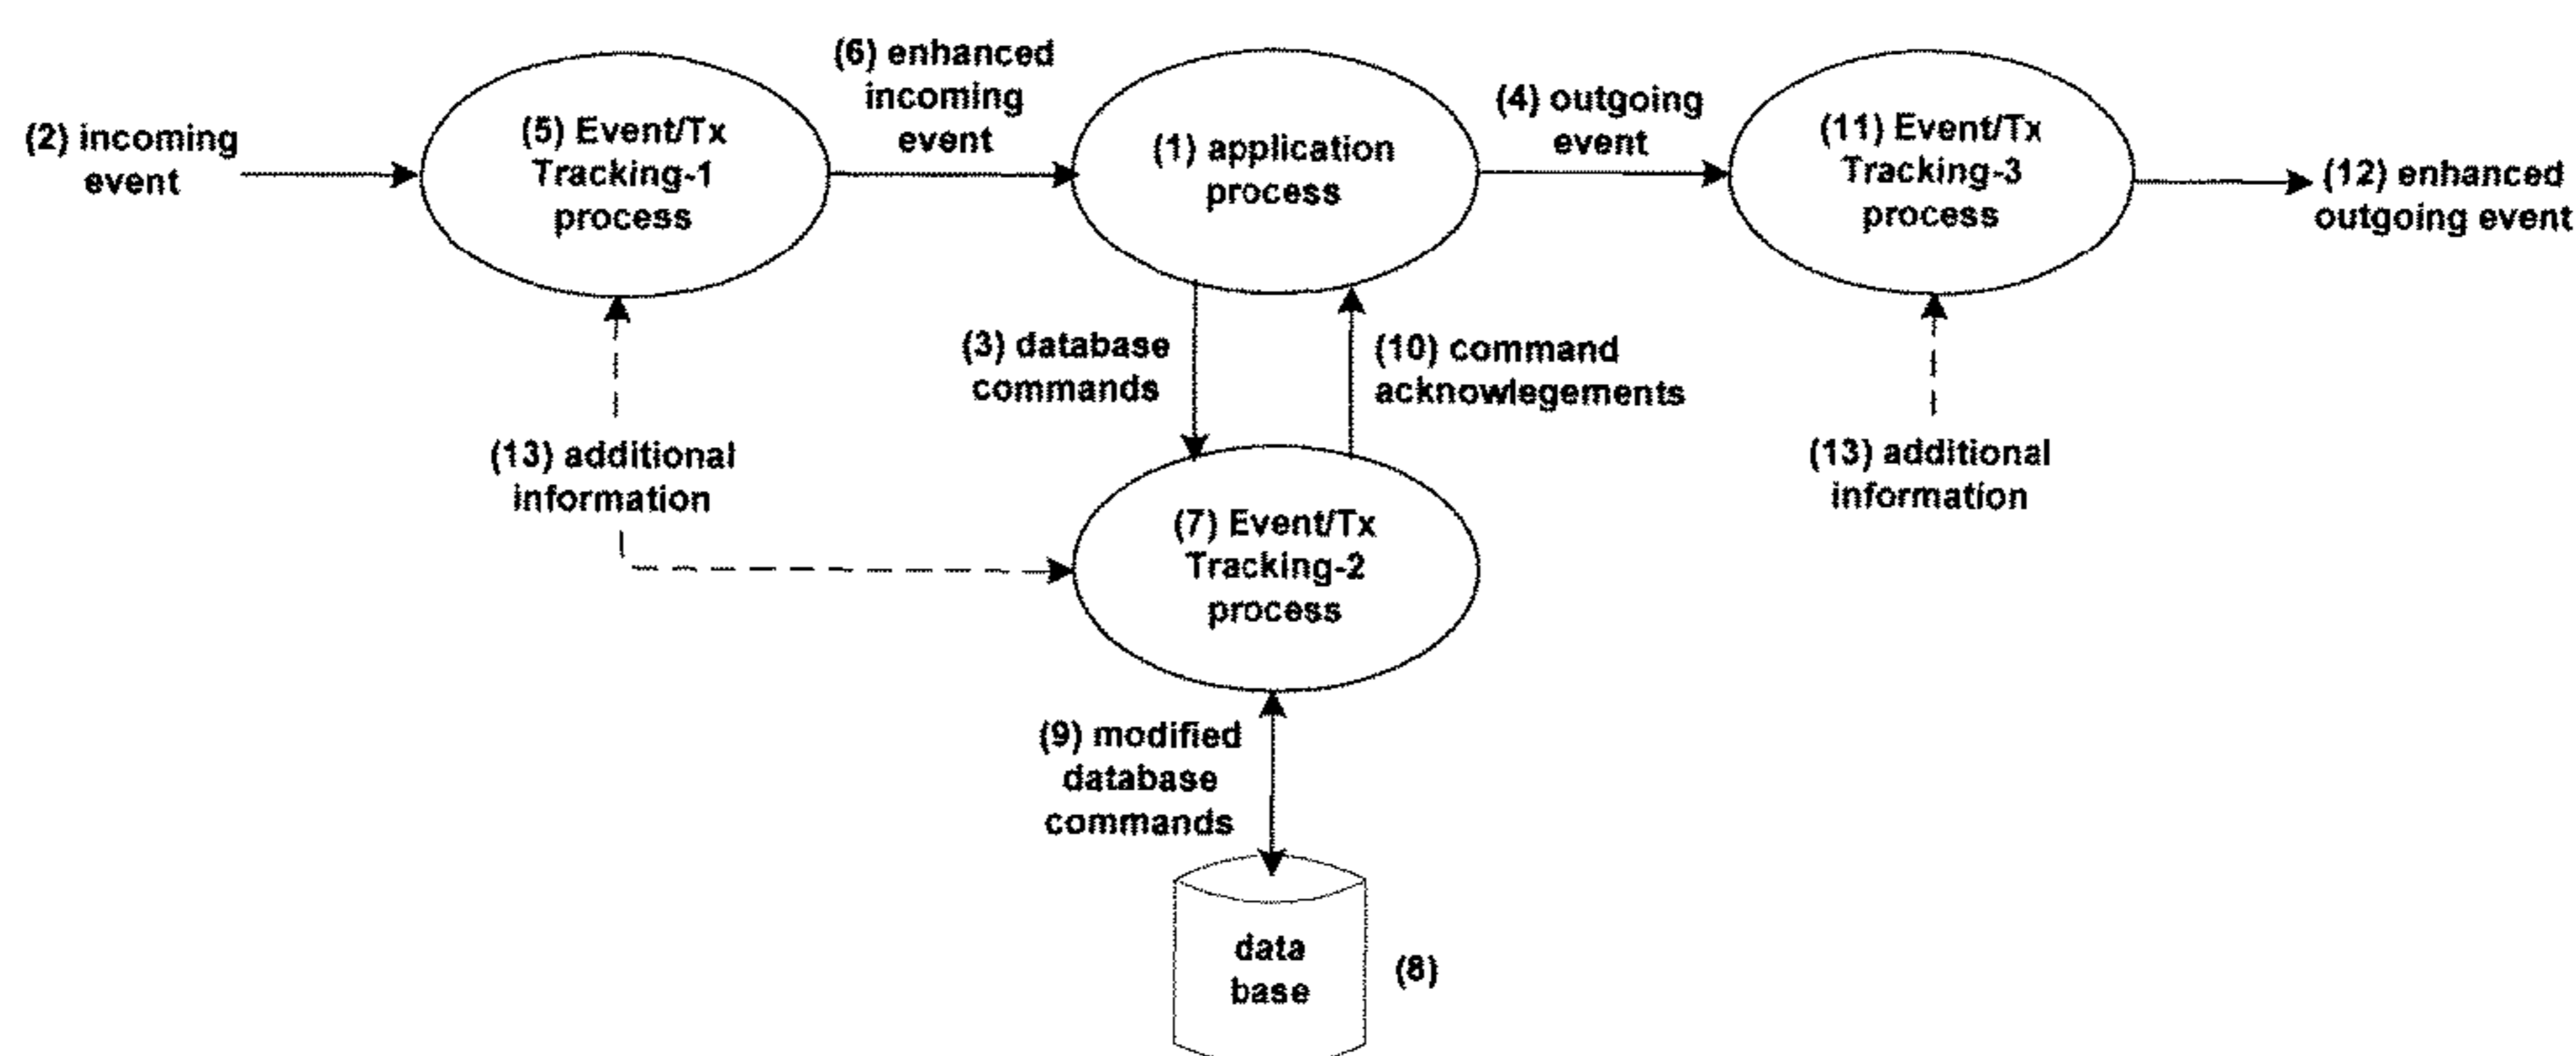 (2) incoming
event
(5) Event/Tx
Tracking-1
process
(6) enhanced
incoming
event
(1) application
process
(4) outgoing
event
(11) Event/Tx
Tracking-3
process
(12) enhanced
outgoing event
(3) database
commands
(10) command
acknowlegements
(13) additional
information
(13) additional
information
(7) Event/Tx
Tracking-2
process
(9) modified
database
commands
data
base
(8)